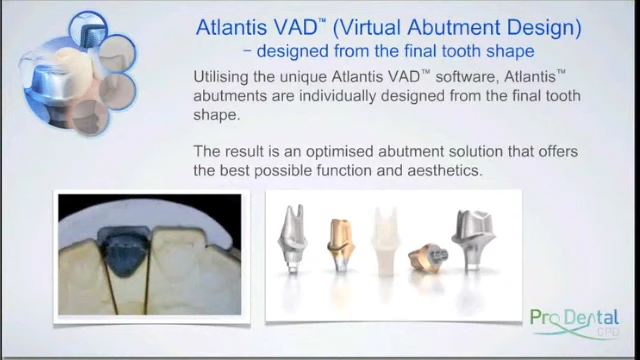 Atlantis VAD™ (Virtual Abutment Design)
– designed from the final tooth shape
Utilising the unique Atlantis VAD™ software, Atlantis™
abutments are individually designed from the final tooth
shape.
The result is an optimised abutment solution that offers
the best possible function and aesthetics.
Pro Dental
CPD